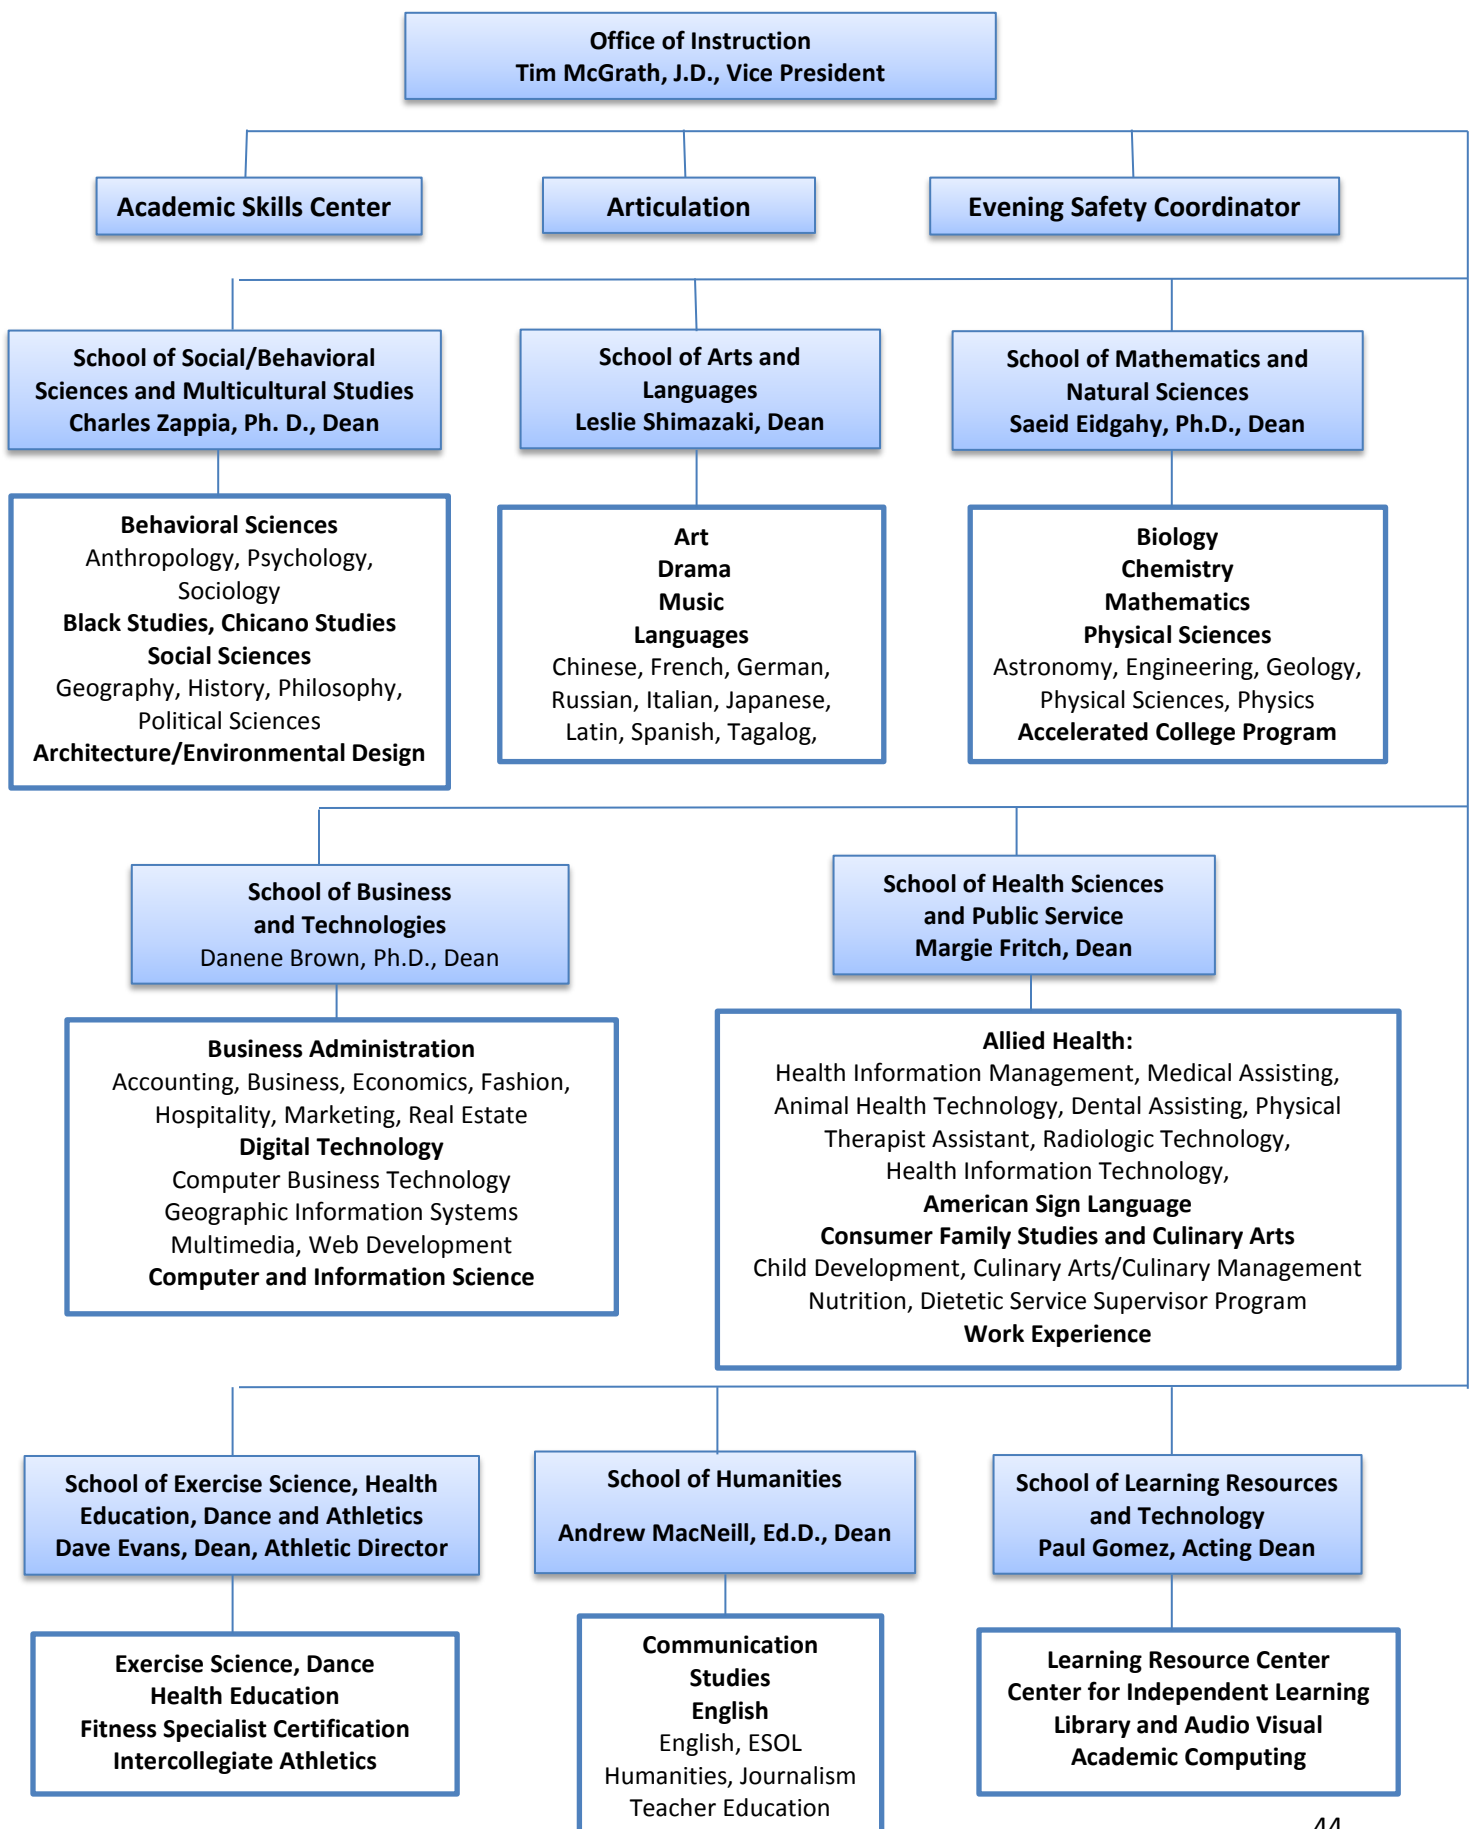 Office of Instruction
Tim McGrath, J.D., Vice President
Academic Skills Center
Articulation
Evening Safety Coordinator
School of Social/Behavioral
Sciences and Multicultural Studies
Charles Zappia, Ph. D., Dean
School of Arts and
Languages
Leslie Shimazaki, Dean
School of Mathematics and
Natural Sciences
Saeid Eidgahy, Ph.D., Dean
Behavioral Sciences
Anthropology, Psychology,
Sociology
Black Studies, Chicano Studies
Social Sciences
Geography, History, Philosophy,
Political Sciences
Architecture/Environmental Design
Art
Drama
Music
Languages
Chinese, French, German,
Russian, Italian, Japanese,
Latin, Spanish, Tagalog,
Biology
Chemistry
Mathematics
Physical Sciences
Astronomy, Engineering, Geology,
Physical Sciences, Physics
Accelerated College Program
School of Business
and Technologies
Danene Brown, Ph.D., Dean
School of Health Sciences
and Public Service
Margie Fritch, Dean
Business Administration
Accounting, Business, Economics, Fashion,
Hospitality, Marketing, Real Estate
Digital Technology
Computer Business Technology
Geographic Information Systems
Multimedia, Web Development
Computer and Information Science
Allied Health:
Health Information Management, Medical Assisting,
Animal Health Technology, Dental Assisting, Physical
Therapist Assistant, Radiologic Technology,
Health Information Technology,
American Sign Language
Consumer Family Studies and Culinary Arts
Child Development, Culinary Arts/Culinary Management
Nutrition, Dietetic Service Supervisor Program
Work Experience
School of Exercise Science, Health
Education, Dance and Athletics
Dave Evans, Dean, Athletic Director
School of Humanities
Andrew MacNeill, Ed.D., Dean
School of Learning Resources
and Technology
Paul Gomez, Acting Dean
Exercise Science, Dance
Health Education
Fitness Specialist Certification
Intercollegiate Athletics
Communication
Studies
English
English, ESOL
Humanities, Journalism
Teacher Education
Learning Resource Center
Center for Independent Learning
Library and Audio Visual
Academic Computing
44